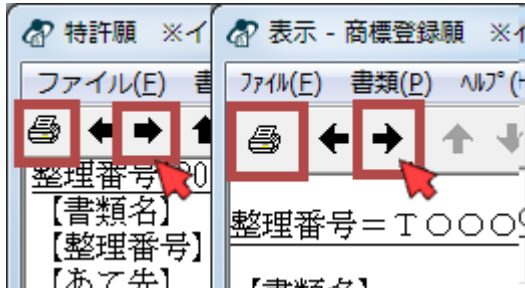 特許願 ※イ
ファイル(F) 書
整理番号
【書類名】
【整理番号】
【あて先】
表示 - 商標登録願 ※イ
ファイル(F) 書類(P) ヘルプ(H
整理番号=T○○○9
【書類名】